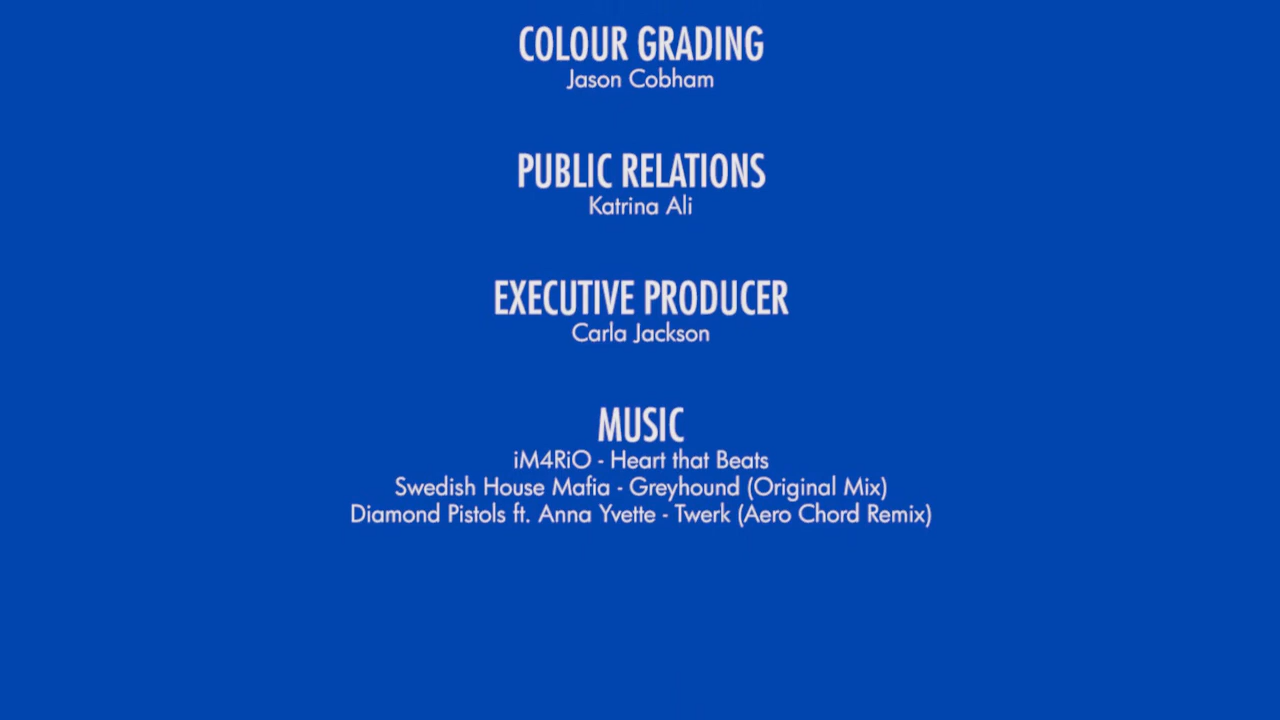 COLOUR GRADING
Jason Cobham
PUBLIC RELATIONS
Katrina Ali
EXECUTIVE PRODUCER
Carla Jackson
MUSIC
iM4RiO - Heart that Beats
Swedish House Mafia - Greyhound (Original Mix)
Diamond Pistols ft. Anna Yvette - Twerk (Aero Chord Remix)